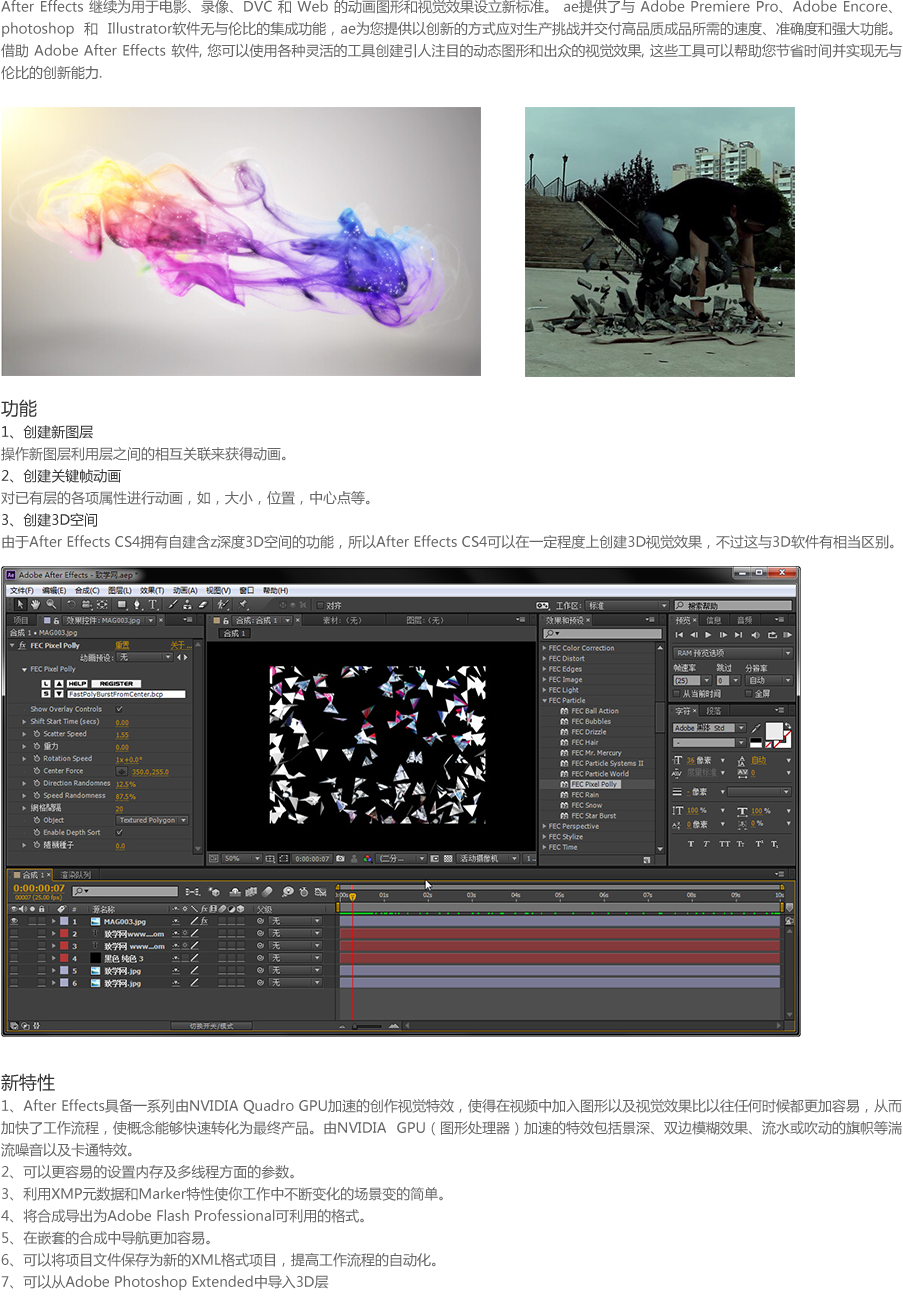 After Effects 继续为用于电影、录像、DVC 和 Web 的动画图形和视觉效果设立新标准。 ae提供了与 Adobe Premiere Pro、Adobe Encore、
photoshop 和 Illustrator软件无与伦比的集成功能，ae为您提供以创新的方式应对生产挑战并交付高品质成品所需的速度、准确度和强大功能。
借助 Adobe After Effects 软件, 您可以使用各种灵活的工具创建引人注目的动态图形和出众的视觉效果, 这些工具可以帮助您节省时间并实现无与
伦比的创新能力.
功能
1、创建新图层
操作新图层利用层之间的相互关联来获得动画。
2、创建关键帧动画
对已有层的各项属性进行动画，如，大小，位置，中心点等。
3、创建3D空间
由于After Effects CS4拥有自建含z深度3D空间的功能，所以After Effects CS4可以在一定程度上创建3D视觉效果，不过这与3D软件有相当区别。
Adobe After Effects - 致学网.aep *
文件(F) 编辑(E) 合成(C) 图层(L) 效果(T) 动画(A) 视图(V) 窗口 帮助(H)
对齐 工作区: 标准 搜索帮助
项目 效果控件: MAG003.jpg
合成 1 • MAG003.jpg
fx FEC Pixel Polly 重置 关于...
动画预设: 无
FEC Pixel Polly
L HELP REGISTER
S FastPolyBurstFromCenter.bcp
Show Overlay Controls
Shift Start Time (secs) 0.00
Scatter Speed 1.55
重力 0.00
Rotation Speed 1x+0.0°
Center Force 350.0,255.0
Direction Randomnes 12.5%
Speed Randomness 87.5%
網格間隔 20
Object Textured Polygon
Enable Depth Sort
隨機種子 0.0
合成: 合成 1
素材:（无）
图层:（无）
合成 1
50%
0:00:00:07
(二分...
活动摄像机
1...
效果和预设
FEC Color Correction
FEC Distort
FEC Edges
FEC Image
FEC Light
FEC Particle
FEC Ball Action
FEC Bubbles
FEC Drizzle
FEC Hair
FEC Mr. Mercury
FEC Particle Systems II
FEC Particle World
FEC Pixel Polly
FEC Rain
FEC Snow
FEC Star Burst
FEC Perspective
FEC Stylize
FEC Time
预览 信息 音频
RAM 预览选项
帧速率 跳过 分辨率
(25) 0 自动
从当前时间 全屏
字符 段落
Adobe 黑体 Std
-
36 像素 自动
度量标准 0
- 像素
100 % 100 %
0 像素 0 %
T T TT Tr T¹ T₁
合成 1 渲染队列
0:00:00:07
00007 (25.00 fps)
:00s 01s 02s 03s 04s 05s 06s 07s 08s 09s 10s
# 源名称 父级
1 MAG003.jpg 无
2 致学网www....om 无
3 致学网 www...om 无
4 黑色 纯色 3 无
5 致学网.jpg 无
6 致学网.jpg 无
切换开关/模式
新特性
1、After Effects具备一系列由NVIDIA Quadro GPU加速的创作视觉特效，使得在视频中加入图形以及视觉效果比以往任何时候都更加容易，从而
加快了工作流程，使概念能够快速转化为最终产品。由NVIDIA GPU（图形处理器）加速的特效包括景深、双边模糊效果、流水或吹动的旗帜等湍
流噪音以及卡通特效。
2、可以更容易的设置内存及多线程方面的参数。
3、利用XMP元数据和Marker特性使你工作中不断变化的场景变的简单。
4、将合成导出为Adobe Flash Professional可利用的格式。
5、在嵌套的合成中导航更加容易。
6、可以将项目文件保存为新的XML格式项目，提高工作流程的自动化。
7、可以从Adobe Photoshop Extended中导入3D层